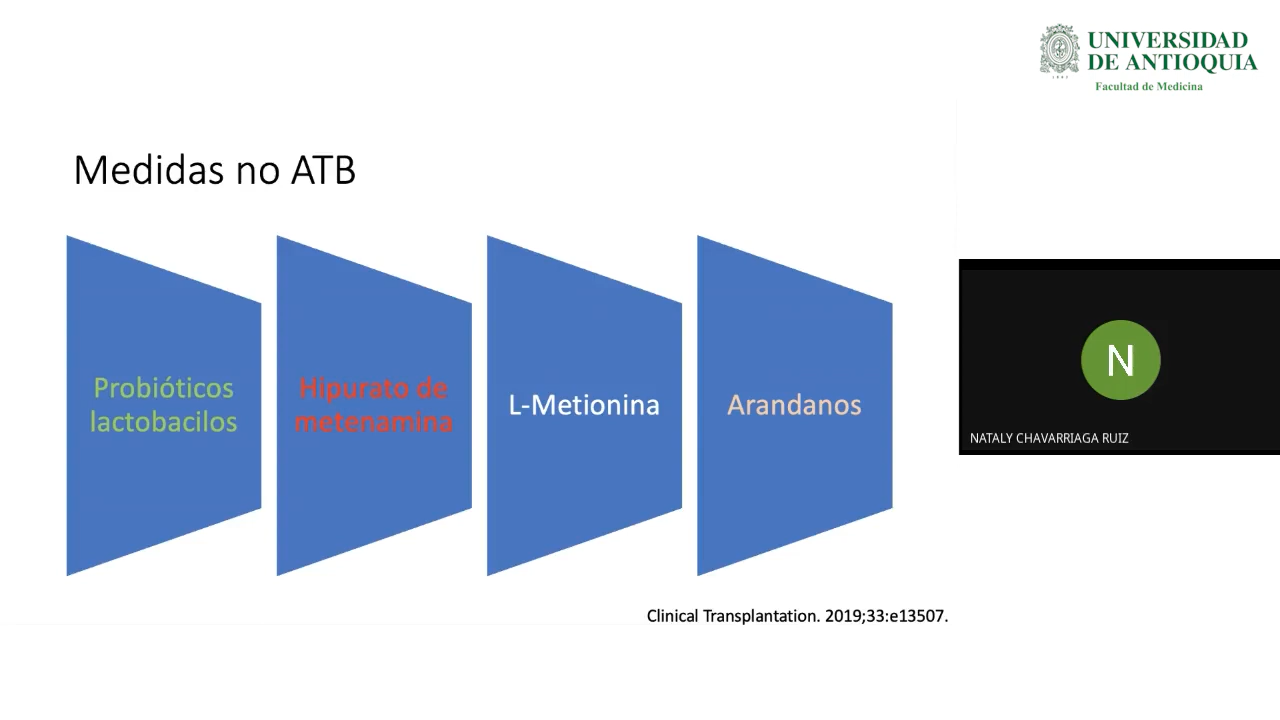 UNIVERSIDAD
DE ANTIOQUIA
Facultad de Medicina
Medidas no ATB
Probióticos
lactobacilos
Hipurato de
metenamina
L-Metionina
Arandanos
N
NATALY CHAVARRIAGA RUIZ
Clinical Transplantation. 2019;33:e13507.